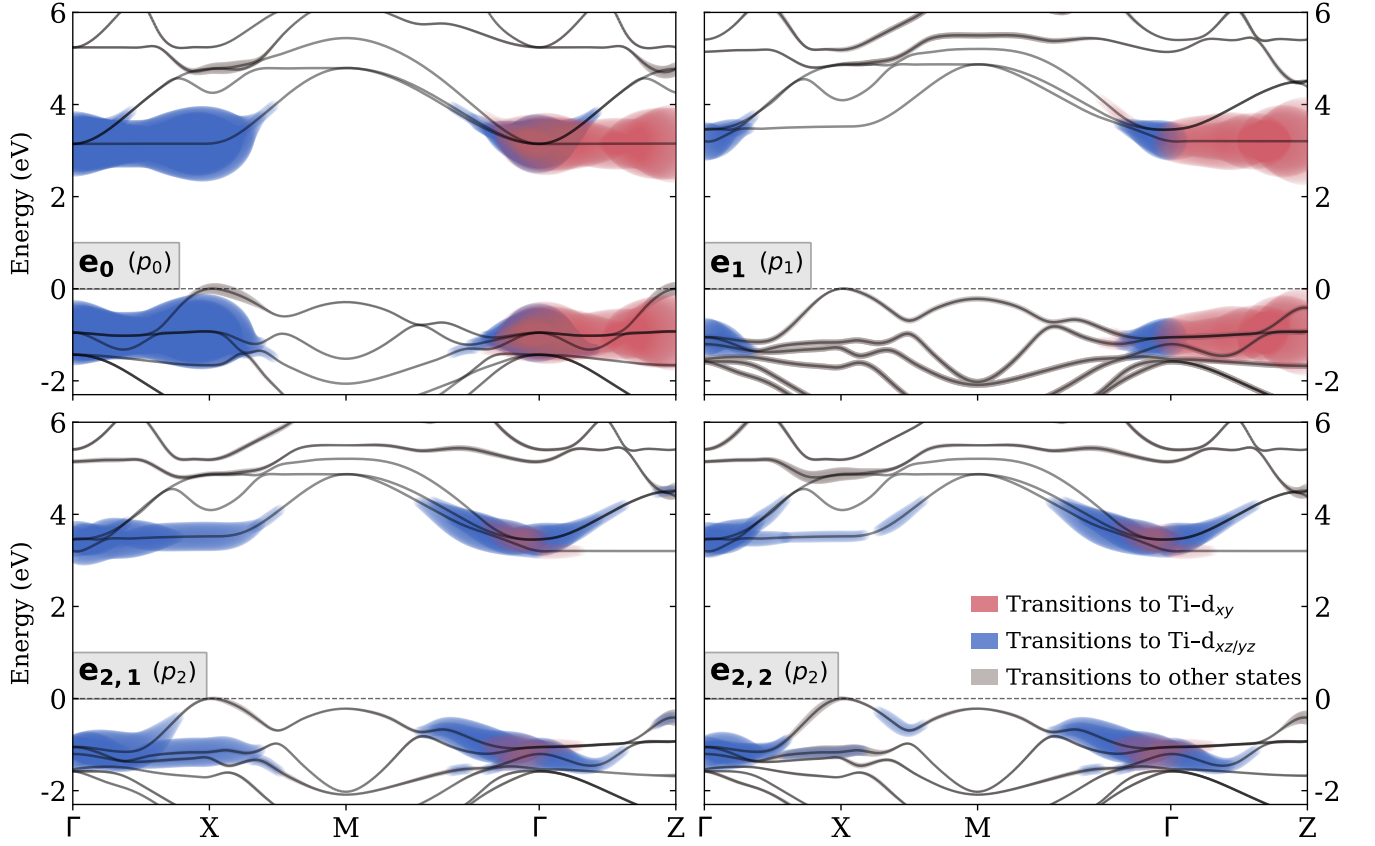 6
4
2
0
-2
Energy (eV)
e₀ (p₀)
6
4
2
0
-2
e₁ (p₁)
6
4
2
0
-2
Energy (eV)
e₂,₁ (p₂)
Γ X M Γ Z
6
4
2
0
-2
e₂,₂ (p₂)
Transitions to Ti–d_xy
Transitions to Ti–d_xz/yz
Transitions to other states
Γ X M Γ Z